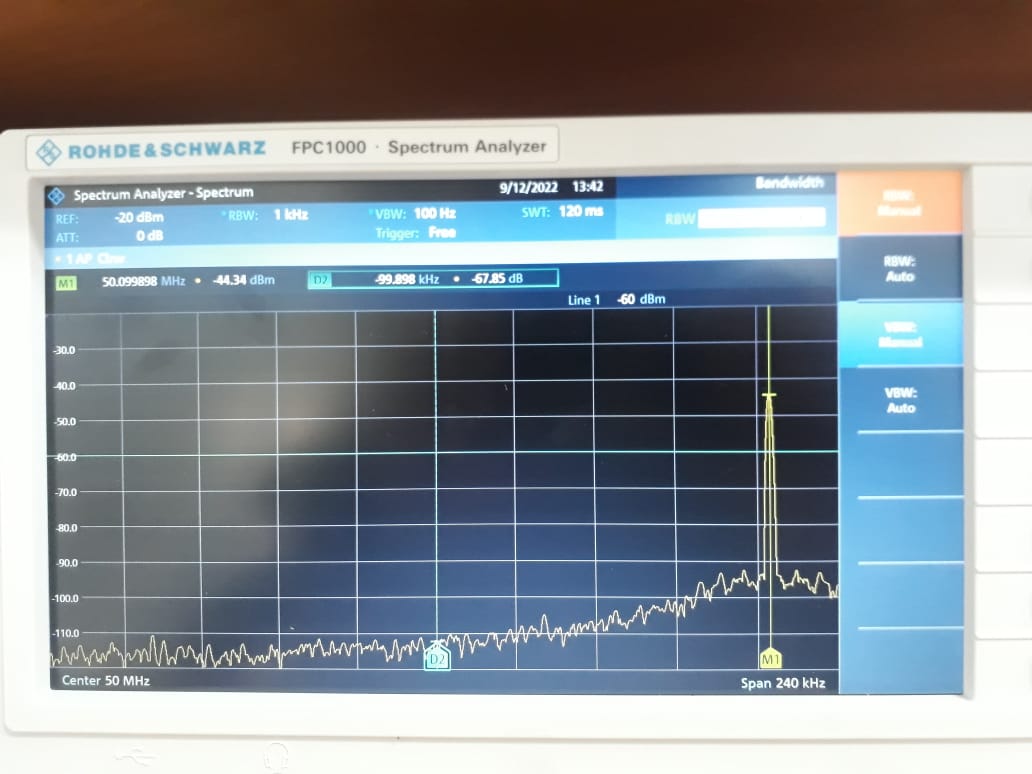 ROHDE&SCHWARZ FPC1000 · Spectrum Analyzer
Spectrum Analyzer - Spectrum 9/12/2022 13:42 Bandwidth
REF: -20 dBm *RBW: 1 kHz *VBW: 100 Hz SWT: 120 ms RBW
ATT: 0 dB Trigger: Free
• 1 AP Clrw
M1 50.099898 MHz • -44.34 dBm D2 -99.898 kHz • -67.85 dB
Line 1 -60 dBm
-30.0
-40.0
-50.0
-60.0
-70.0
-80.0
-90.0
-100.0
-110.0
D2 M1
Center 50 MHz Span 240 kHz
RBW:
Manual
RBW:
Auto
VBW:
Manual
VBW:
Auto